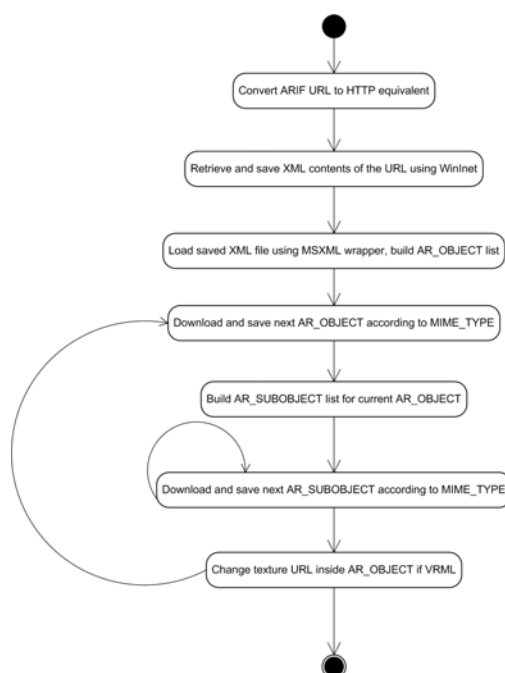 Convert ARIF URL to HTTP equivalent
Retrieve and save XML contents of the URL using WinInet
Load saved XML file using MSXML wrapper, build AR_OBJECT list
Download and save next AR_OBJECT according to MIME_TYPE
Build AR_SUBOBJECT list for current AR_OBJECT
Download and save next AR_SUBOBJECT according to MIME_TYPE
Change texture URL inside AR_OBJECT if VRML